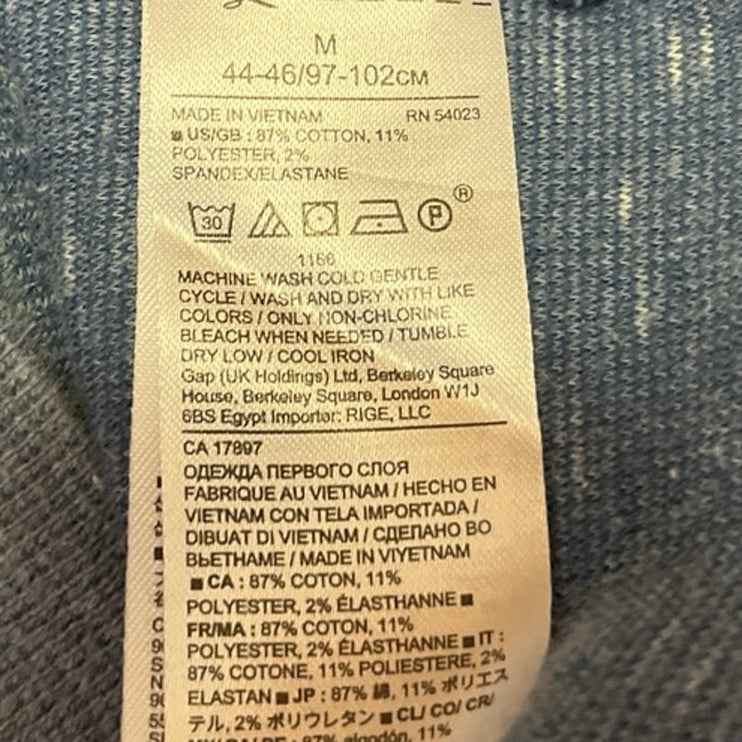 M
44-46/97-102CM
MADE IN VIETNAM RN 54023
US/GB : 87% COTTON, 11%
POLYESTER, 2%
SPANDEX/ELASTANE
30 P ®
1166
MACHINE WASH COLD GENTLE
CYCLE / WASH AND DRY WITH LIKE
COLORS / ONLY NON-CHLORINE
BLEACH WHEN NEEDED / TUMBLE
DRY LOW / COOL IRON
Gap (UK Holdings) Ltd, Berkeley Square
House, Berkeley Square, London W1J
6BS Egypt Importer: RIGE, LLC
CA 17897
ОДЕЖДА ПЕРВОГО СЛОЯ
FABRIQUE AU VIETNAM / HECHO EN
VIETNAM CON TELA IMPORTADA /
DIBUAT DI VIETNAM / СДЕЛАНО ВО
ВЬЕТНАМЕ / MADE IN VIYETNAM
■ CA : 87% COTON, 11%
POLYESTER, 2% ÉLASTHANNE ■
FR/MA : 87% COTON, 11%
POLYESTER, 2% ÉLASTHANNE ■ IT :
87% COTONE, 11% POLIESTERE, 2%
ELASTAN ■ JP : 87% 綿, 11% ポリエス
テル, 2% ポリウレタン ■ CL/ CO/ CR/
87% algodón, 11%